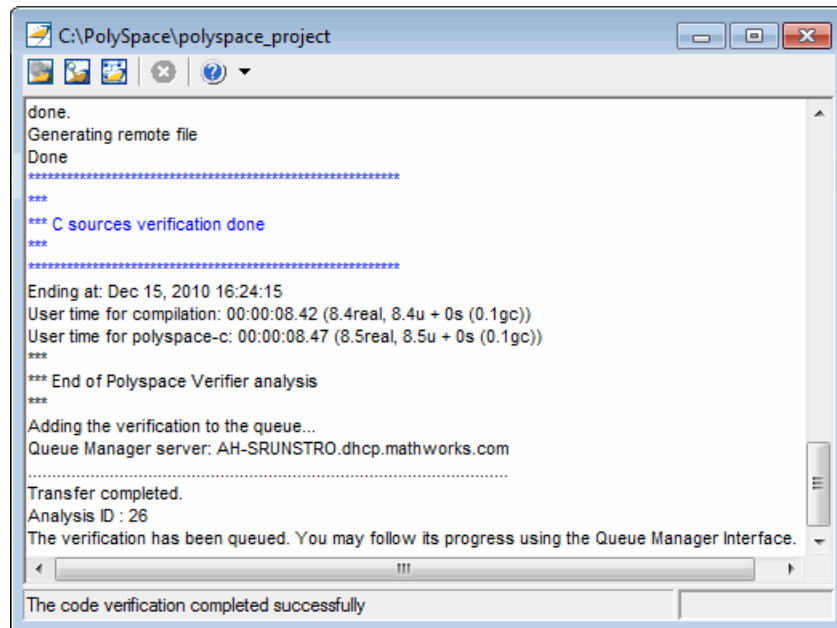 C:\PolySpace\polyspace_project
done.
Generating remote file
Done
************************************************************
***
*** C sources verification done
***
************************************************************
Ending at: Dec 15, 2010 16:24:15
User time for compilation: 00:00:08.42 (8.4real, 8.4u + 0s (0.1gc))
User time for polyspace-c: 00:00:08.47 (8.5real, 8.5u + 0s (0.1gc))
***
*** End of Polyspace Verifier analysis
***
Adding the verification to the queue...
Queue Manager server: AH-SRUNSTRO.dhcp.mathworks.com
................................................................................................
Transfer completed.
Analysis ID : 26
The verification has been queued. You may follow its progress using the Queue Manager Interface.
The code verification completed successfully